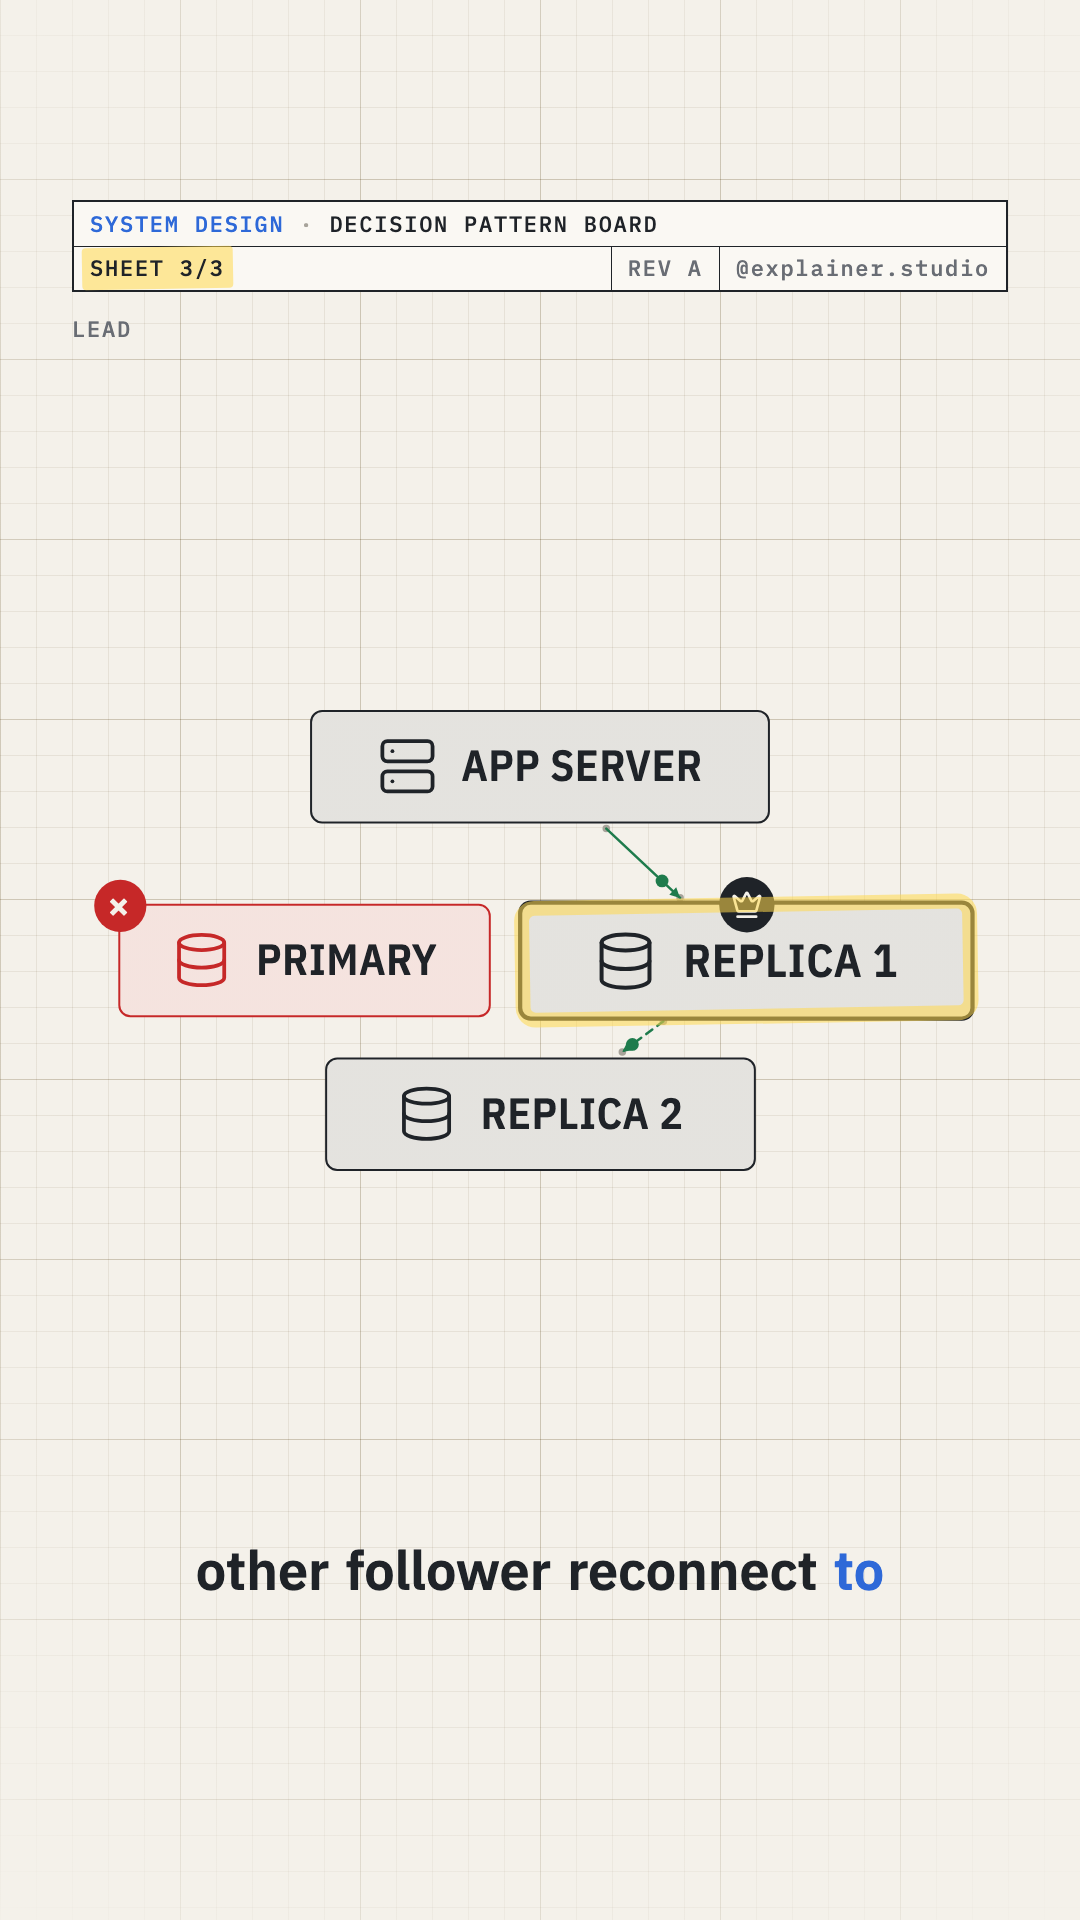 SYSTEM DESIGN · DECISION PATTERN BOARD
SHEET 3/3 REV A @explainer.studio
LEAD
APP SERVER
PRIMARY REPLICA 1
REPLICA 2
other follower reconnect to